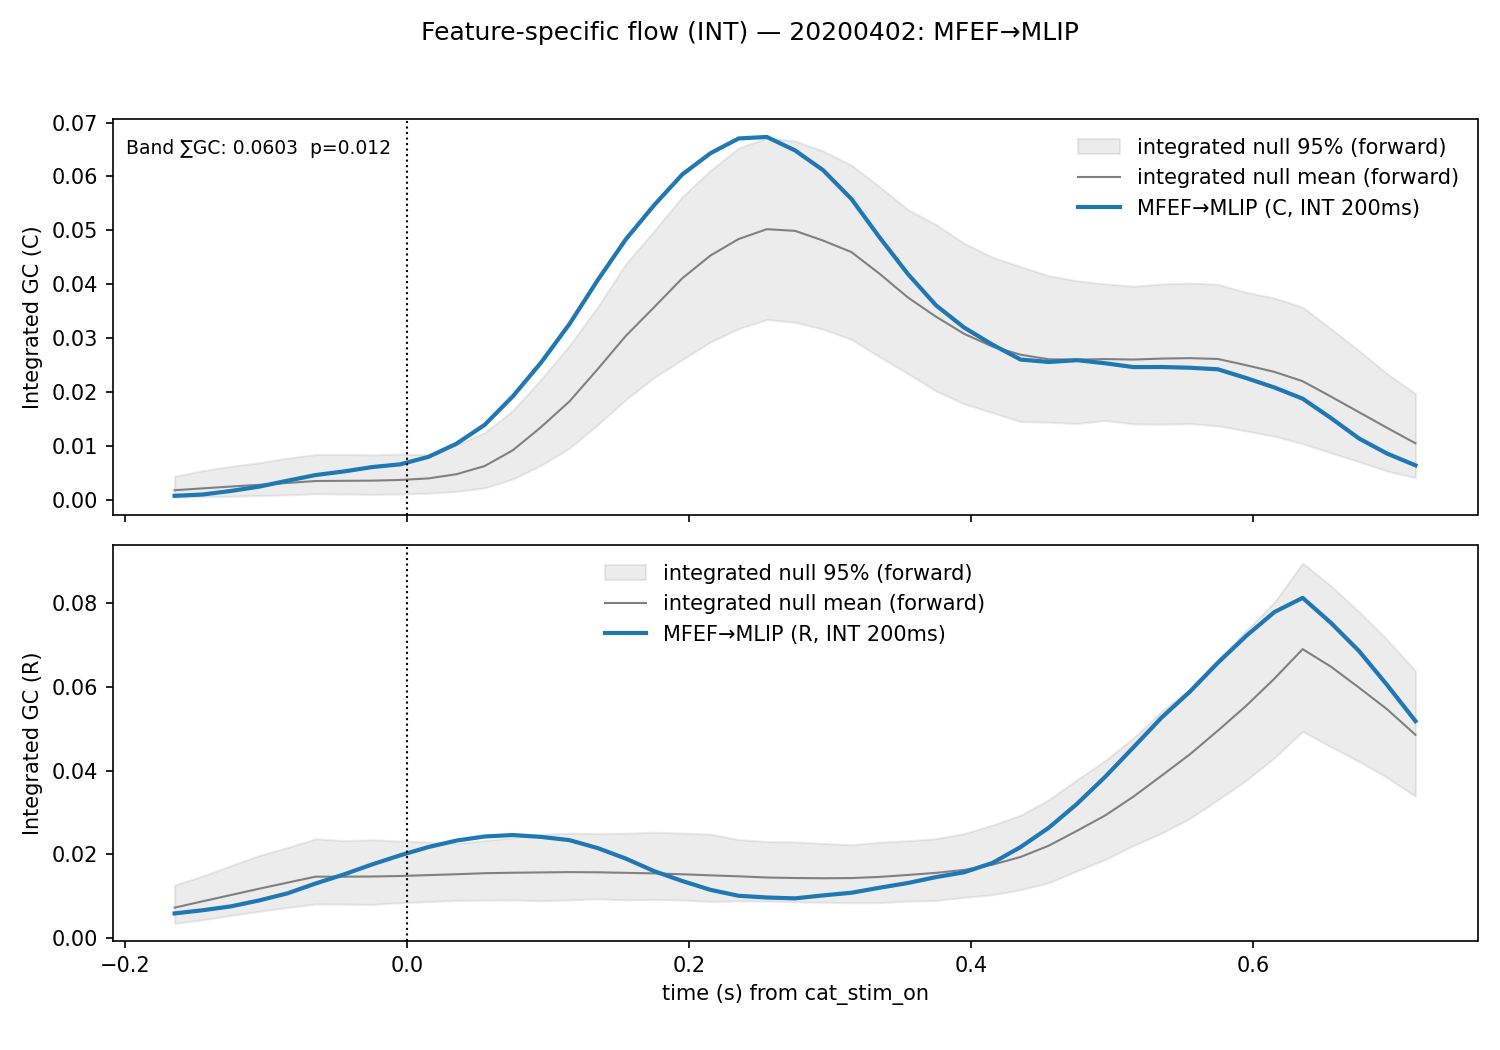 Feature-specific flow (INT) — 20200402: MFEF→MLIP
Integrated GC (C)
0.07
0.06
0.05
0.04
0.03
0.02
0.01
0.00
Band ∑GC: 0.0603  p=0.012
integrated null 95% (forward)
integrated null mean (forward)
MFEF→MLIP (C, INT 200ms)
Integrated GC (R)
0.08
0.06
0.04
0.02
0.00
integrated null 95% (forward)
integrated null mean (forward)
MFEF→MLIP (R, INT 200ms)
−0.2 0.0 0.2 0.4 0.6
time (s) from cat_stim_on